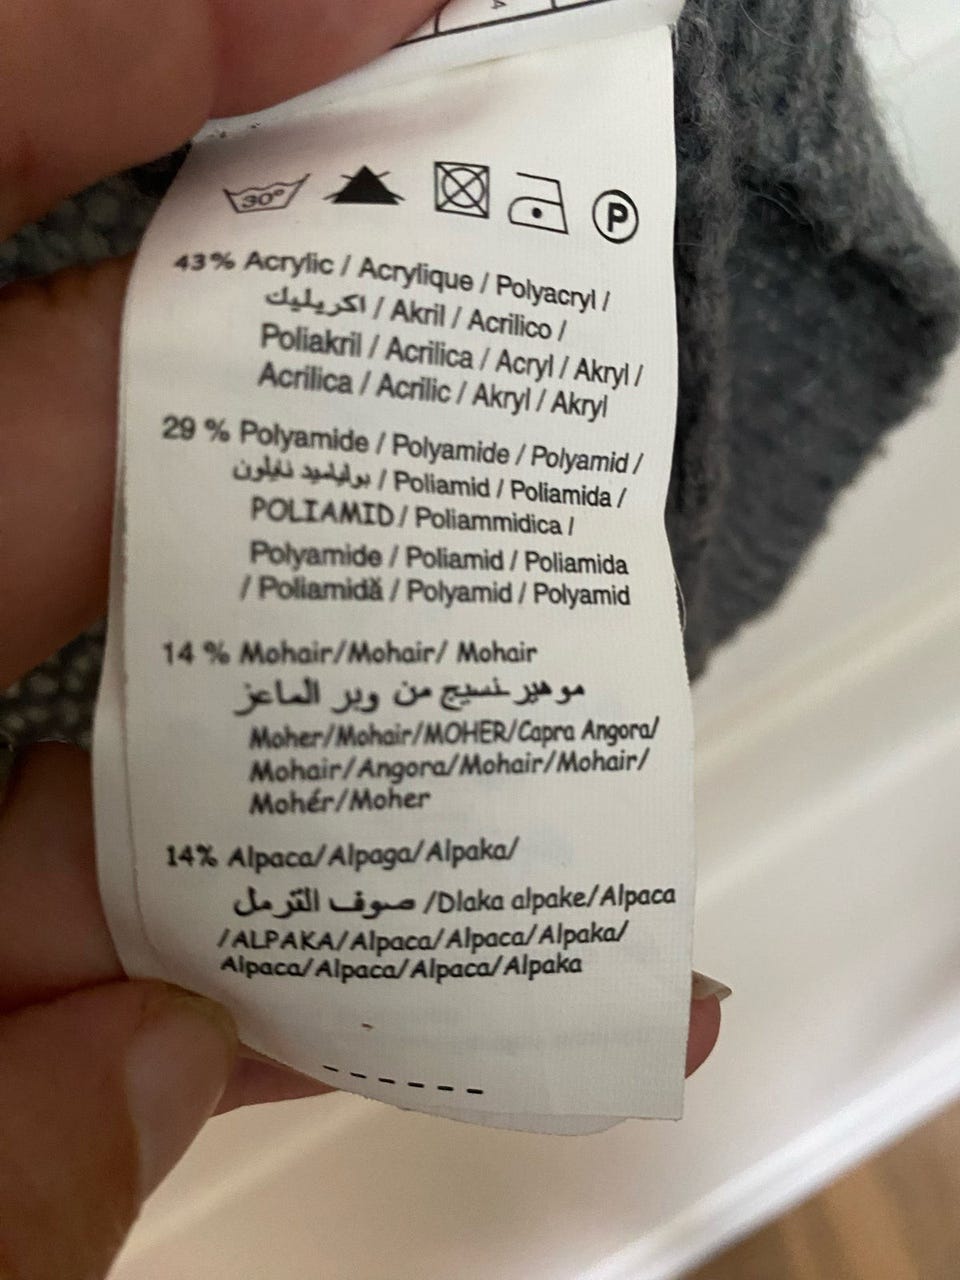 30°
P
43% Acrylic / Acrylique / Polyacryl /
اكريليك / Akril / Acrilico /
Poliakril / Acrilica / Acryl / Akryl /
Acrilica / Acrilic / Akryl / Akryl
29 % Polyamide / Polyamide / Polyamid /
بولياميد نايلون / Poliamid / Poliamida /
POLIAMID / Poliammidica /
Polyamide / Poliamid / Poliamida
/ Poliamidă / Polyamid / Polyamid
14 % Mohair/Mohair/ Mohair
موهير نسيج من وبر الماعز
Moher/Mohair/MOHER/Capra Angora/
Mohair/Angora/Mohair/Mohair/
Mohér/Moher
14% Alpaca/Alpaga/Alpaka/
صوف الترمل /Dlaka alpake/Alpaca
/ALPAKA/Alpaca/Alpaca/Alpaka/
Alpaca/Alpaca/Alpaca/Alpaka